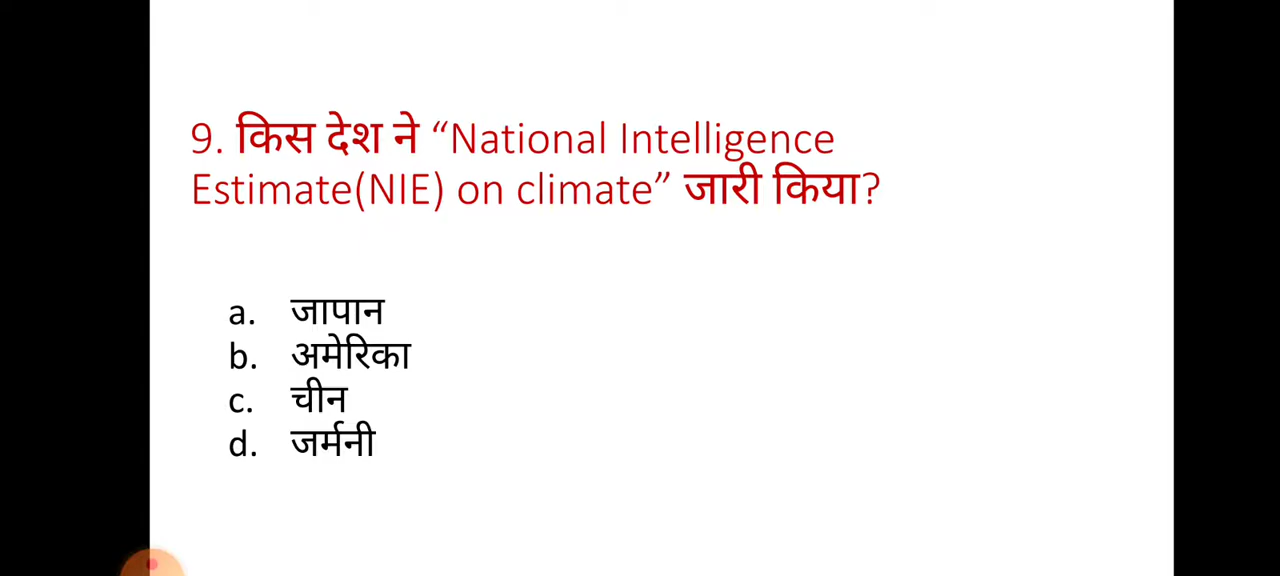 9. किस देश ने “National Intelligence
Estimate(NIE) on climate” जारी किया?
a. जापान
b. अमेरिका
c. चीन
d. जर्मनी